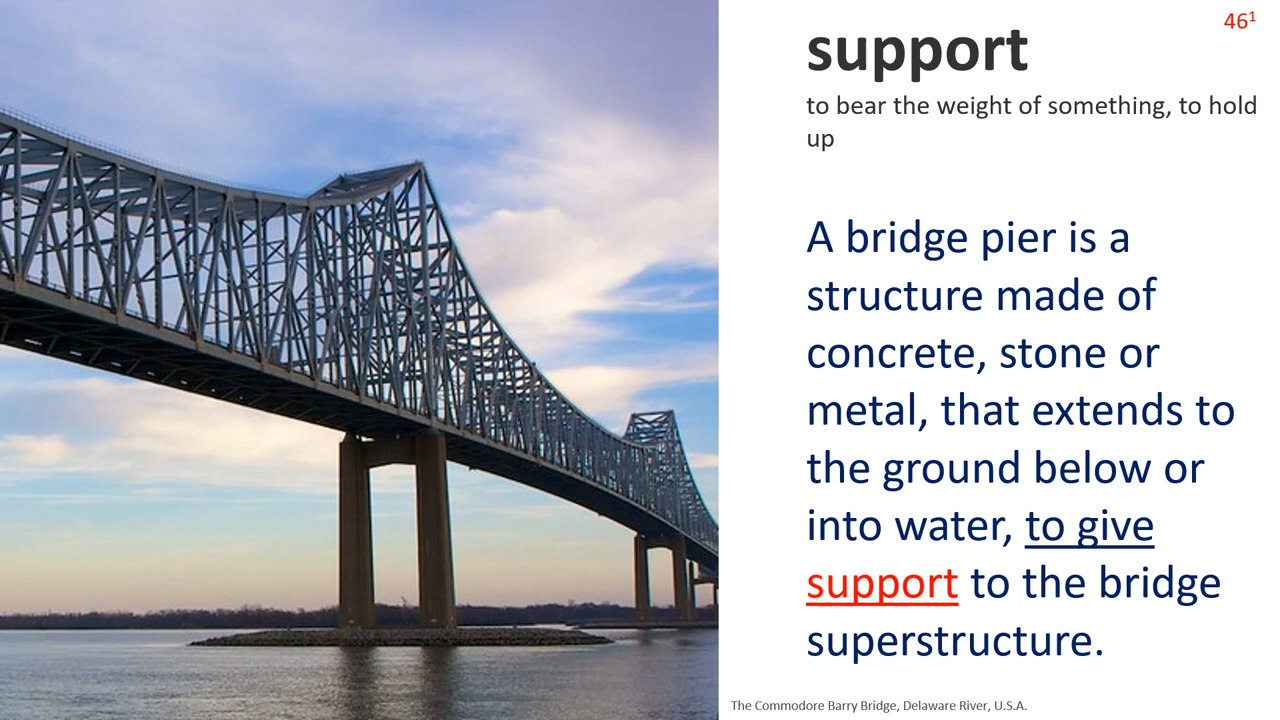 46¹
support
to bear the weight of something, to hold
up
A bridge pier is a
structure made of
concrete, stone or
metal, that extends to
the ground below or
into water, to give
support to the bridge
superstructure.
The Commodore Barry Bridge, Delaware River, U.S.A.